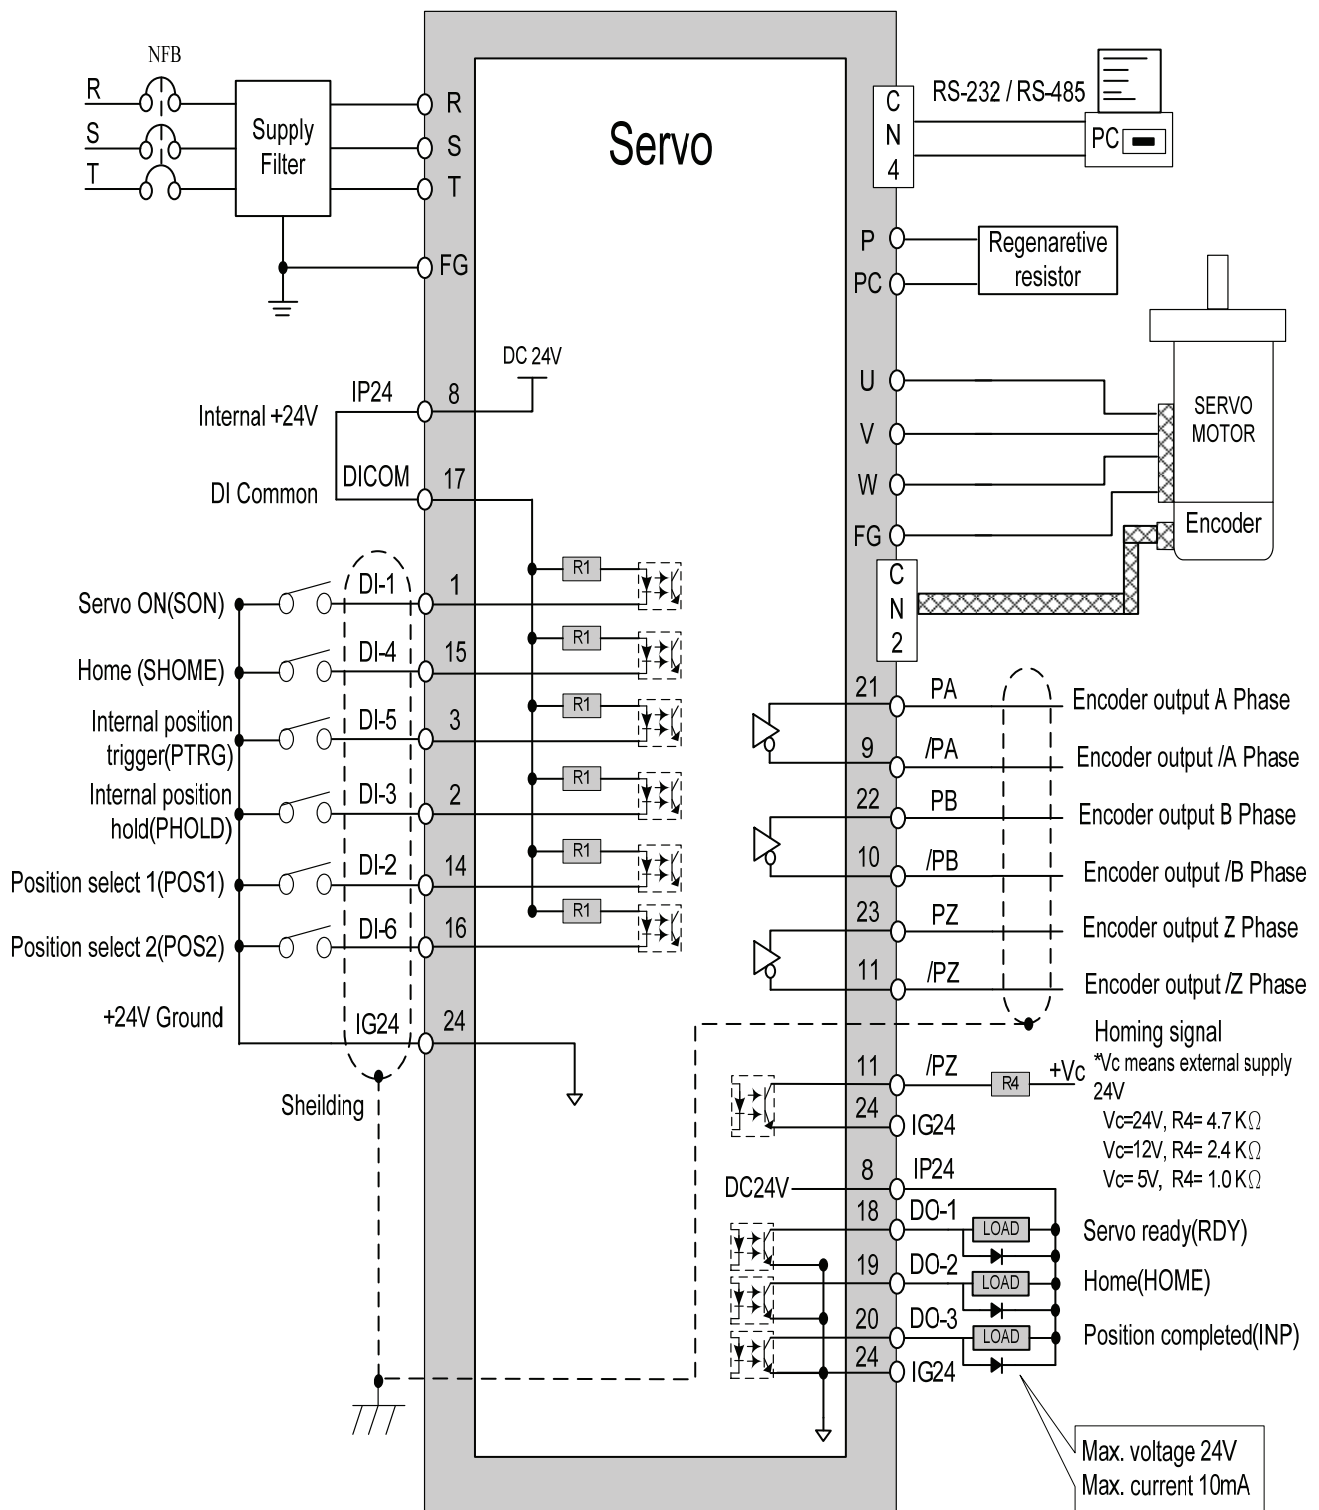 NFB
R
S
T
Supply
Filter
R
S
T
FG
Servo
C
N
4
RS-232 / RS-485
PC
P
PC
Regenaretive
resistor
U
V
W
FG
SERVO
MOTOR
Encoder
C
N
2
DC 24V
Internal +24V
IP24
8
DI Common
DICOM
17
Servo ON(SON)
DI-1
1
R1
Home (SHOME)
DI-4
15
R1
Internal position
trigger(PTRG)
DI-5
3
R1
Internal position
hold(PHOLD)
DI-3
2
R1
Position select 1(POS1)
DI-2
14
R1
Position select 2(POS2)
DI-6
16
R1
+24V Ground
IG24
24
Sheilding
21
PA
Encoder output A Phase
9
/PA
Encoder output /A Phase
22
PB
Encoder output B Phase
10
/PB
Encoder output /B Phase
23
PZ
Encoder output Z Phase
11
/PZ
Encoder output /Z Phase
11
/PZ
R4
+Vc
24
IG24
Homing signal
*Vc means external supply
24V
Vc=24V, R4= 4.7 KΩ
Vc=12V, R4= 2.4 KΩ
Vc= 5V, R4= 1.0 KΩ
DC24V
8
IP24
18
DO-1
LOAD
Servo ready(RDY)
19
DO-2
LOAD
Home(HOME)
20
DO-3
LOAD
Position completed(INP)
24
IG24
Max. voltage 24V
Max. current 10mA